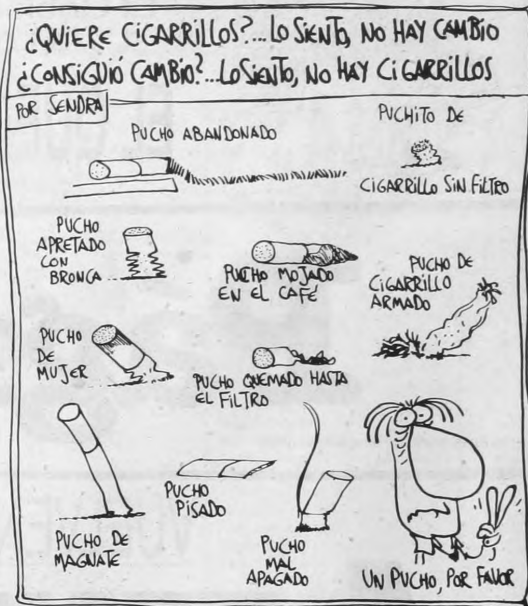 ¿QUIERE CIGARRILLOS?...LO SIENTO, NO HAY CAMBIO
¿CONSIGUIÓ CAMBIO?...LO SIENTO, NO HAY CIGARRILLOS
POR SENDRA
PUCHO ABANDONADO
PUCHITO DE
CIGARRILLO SIN FILTRO
PUCHO
APRETADO
CON
BRONCA
PUCHO MOJADO
EN EL CAFÉ
PUCHO DE
CIGARRILLO
ARMADO
PUCHO
DE
MUJER
PUCHO QUEMADO HASTA
EL FILTRO
PUCHO DE
MAGNATE
PUCHO
PISADO
PUCHO
MAL
APAGADO
UN PUCHO, POR FAVOR